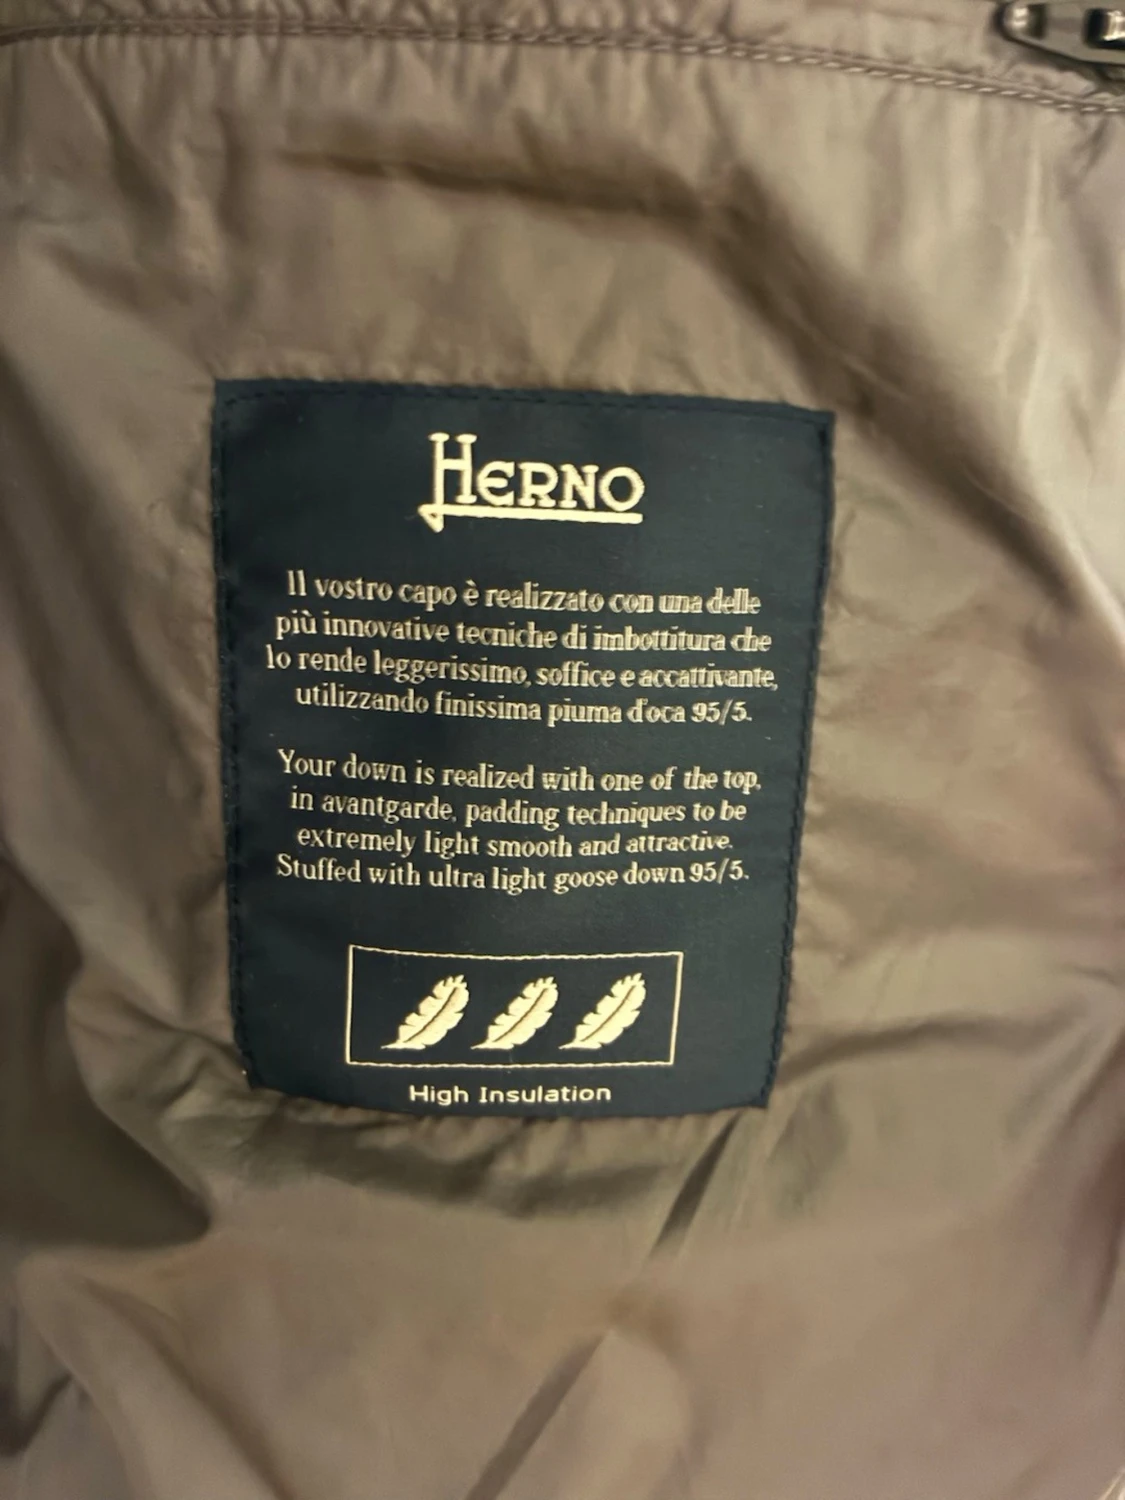 HERNO
Il vostro capo è realizzato con una delle
più innovative tecniche di imbottitura che
lo rende leggerissimo, soffice e accattivante,
utilizzando finissima piuma d'oca 95/5.
Your down is realized with one of the top,
in avantgarde, padding techniques to be
extremely light smooth and attractive.
Stuffed with ultra light goose down 95/5.
High Insulation